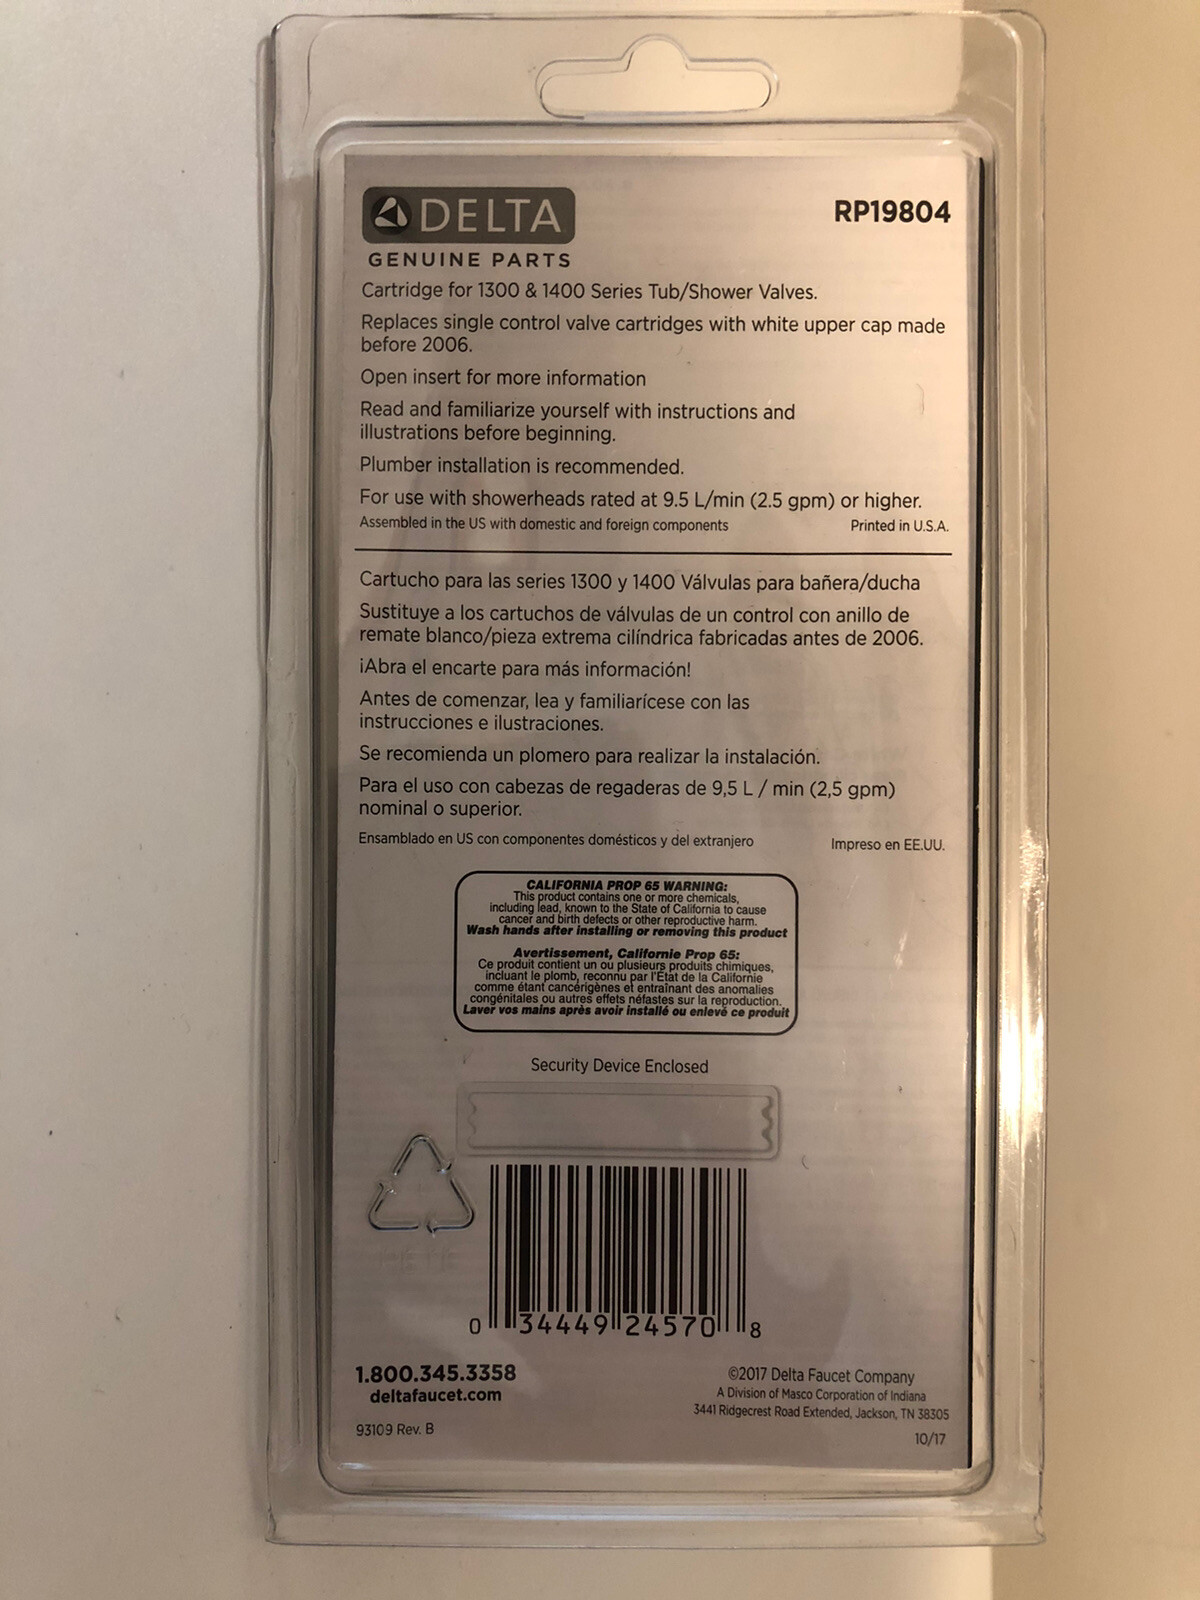 DELTA
RP19804
GENUINE PARTS
Cartridge for 1300 & 1400 Series Tub/Shower Valves.
Replaces single control valve cartridges with white upper cap made
before 2006.
Open insert for more information
Read and familiarize yourself with instructions and
illustrations before beginning.
Plumber installation is recommended.
For use with showerheads rated at 9.5 L/min (2.5 gpm) or higher.
Assembled in the US with domestic and foreign components
Printed in U.S.A.
Cartucho para las series 1300 y 1400 Válvulas para bañera/ducha
Sustituye a los cartuchos de válvulas de un control con anillo de
remate blanco/pieza extrema cilíndrica fabricadas antes de 2006.
¡Abra el encarte para más información!
Antes de comenzar, lea y familiarícese con las
instrucciones e ilustraciones.
Se recomienda un plomero para realizar la instalación.
Para el uso con cabezas de regaderas de 9,5 L / min (2,5 gpm)
nominal o superior.
Ensamblado en US con componentes domésticos y del extranjero
Impreso en EE.UU.
CALIFORNIA PROP 65 WARNING:
This product contains one or more chemicals,
including lead, known to the State of California to cause
cancer and birth defects or other reproductive harm.
Wash hands after installing or removing this product
Avertissement, Californie Prop 65:
Ce produit contient un ou plusieurs produits chimiques,
incluant le plomb, reconnu par l'État de la Californie
comme étant cancérigènes et entraînant des anomalies
congénitales ou autres effets néfastes sur la reproduction.
Laver vos mains après avoir installé ou enlevé ce produit
Security Device Enclosed
0 34449 24570 8
1.800.345.3358
deltafaucet.com
93109 Rev. B
©2017 Delta Faucet Company
A Division of Masco Corporation of Indiana
3441 Ridgecrest Road Extended, Jackson, TN 38305
10/17